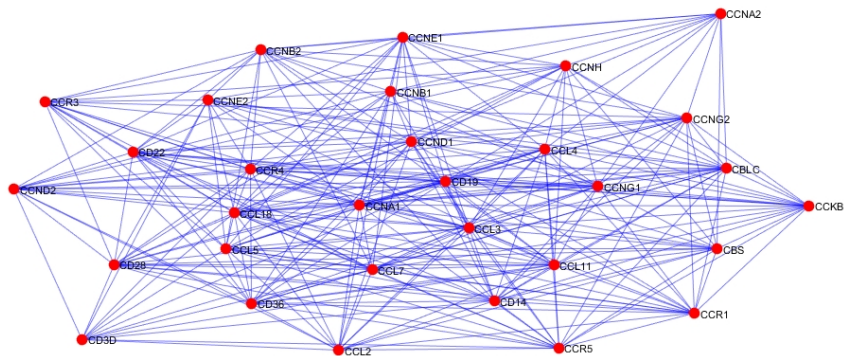 CCNA2
CCNE1
CCNB2
CCNH
CCNB1
CCR3
CCNE2
CCNG2
CCND1
CCL4
CD22
CCR4
CBLC
CD19
CCNG1
CCND2
CCNA1
CCKB
CCL18
CCL3
CCL5
CBS
CD28
CCL7
CCL11
CD14
CD36
CCR1
CD3D
CCL2
CCR5